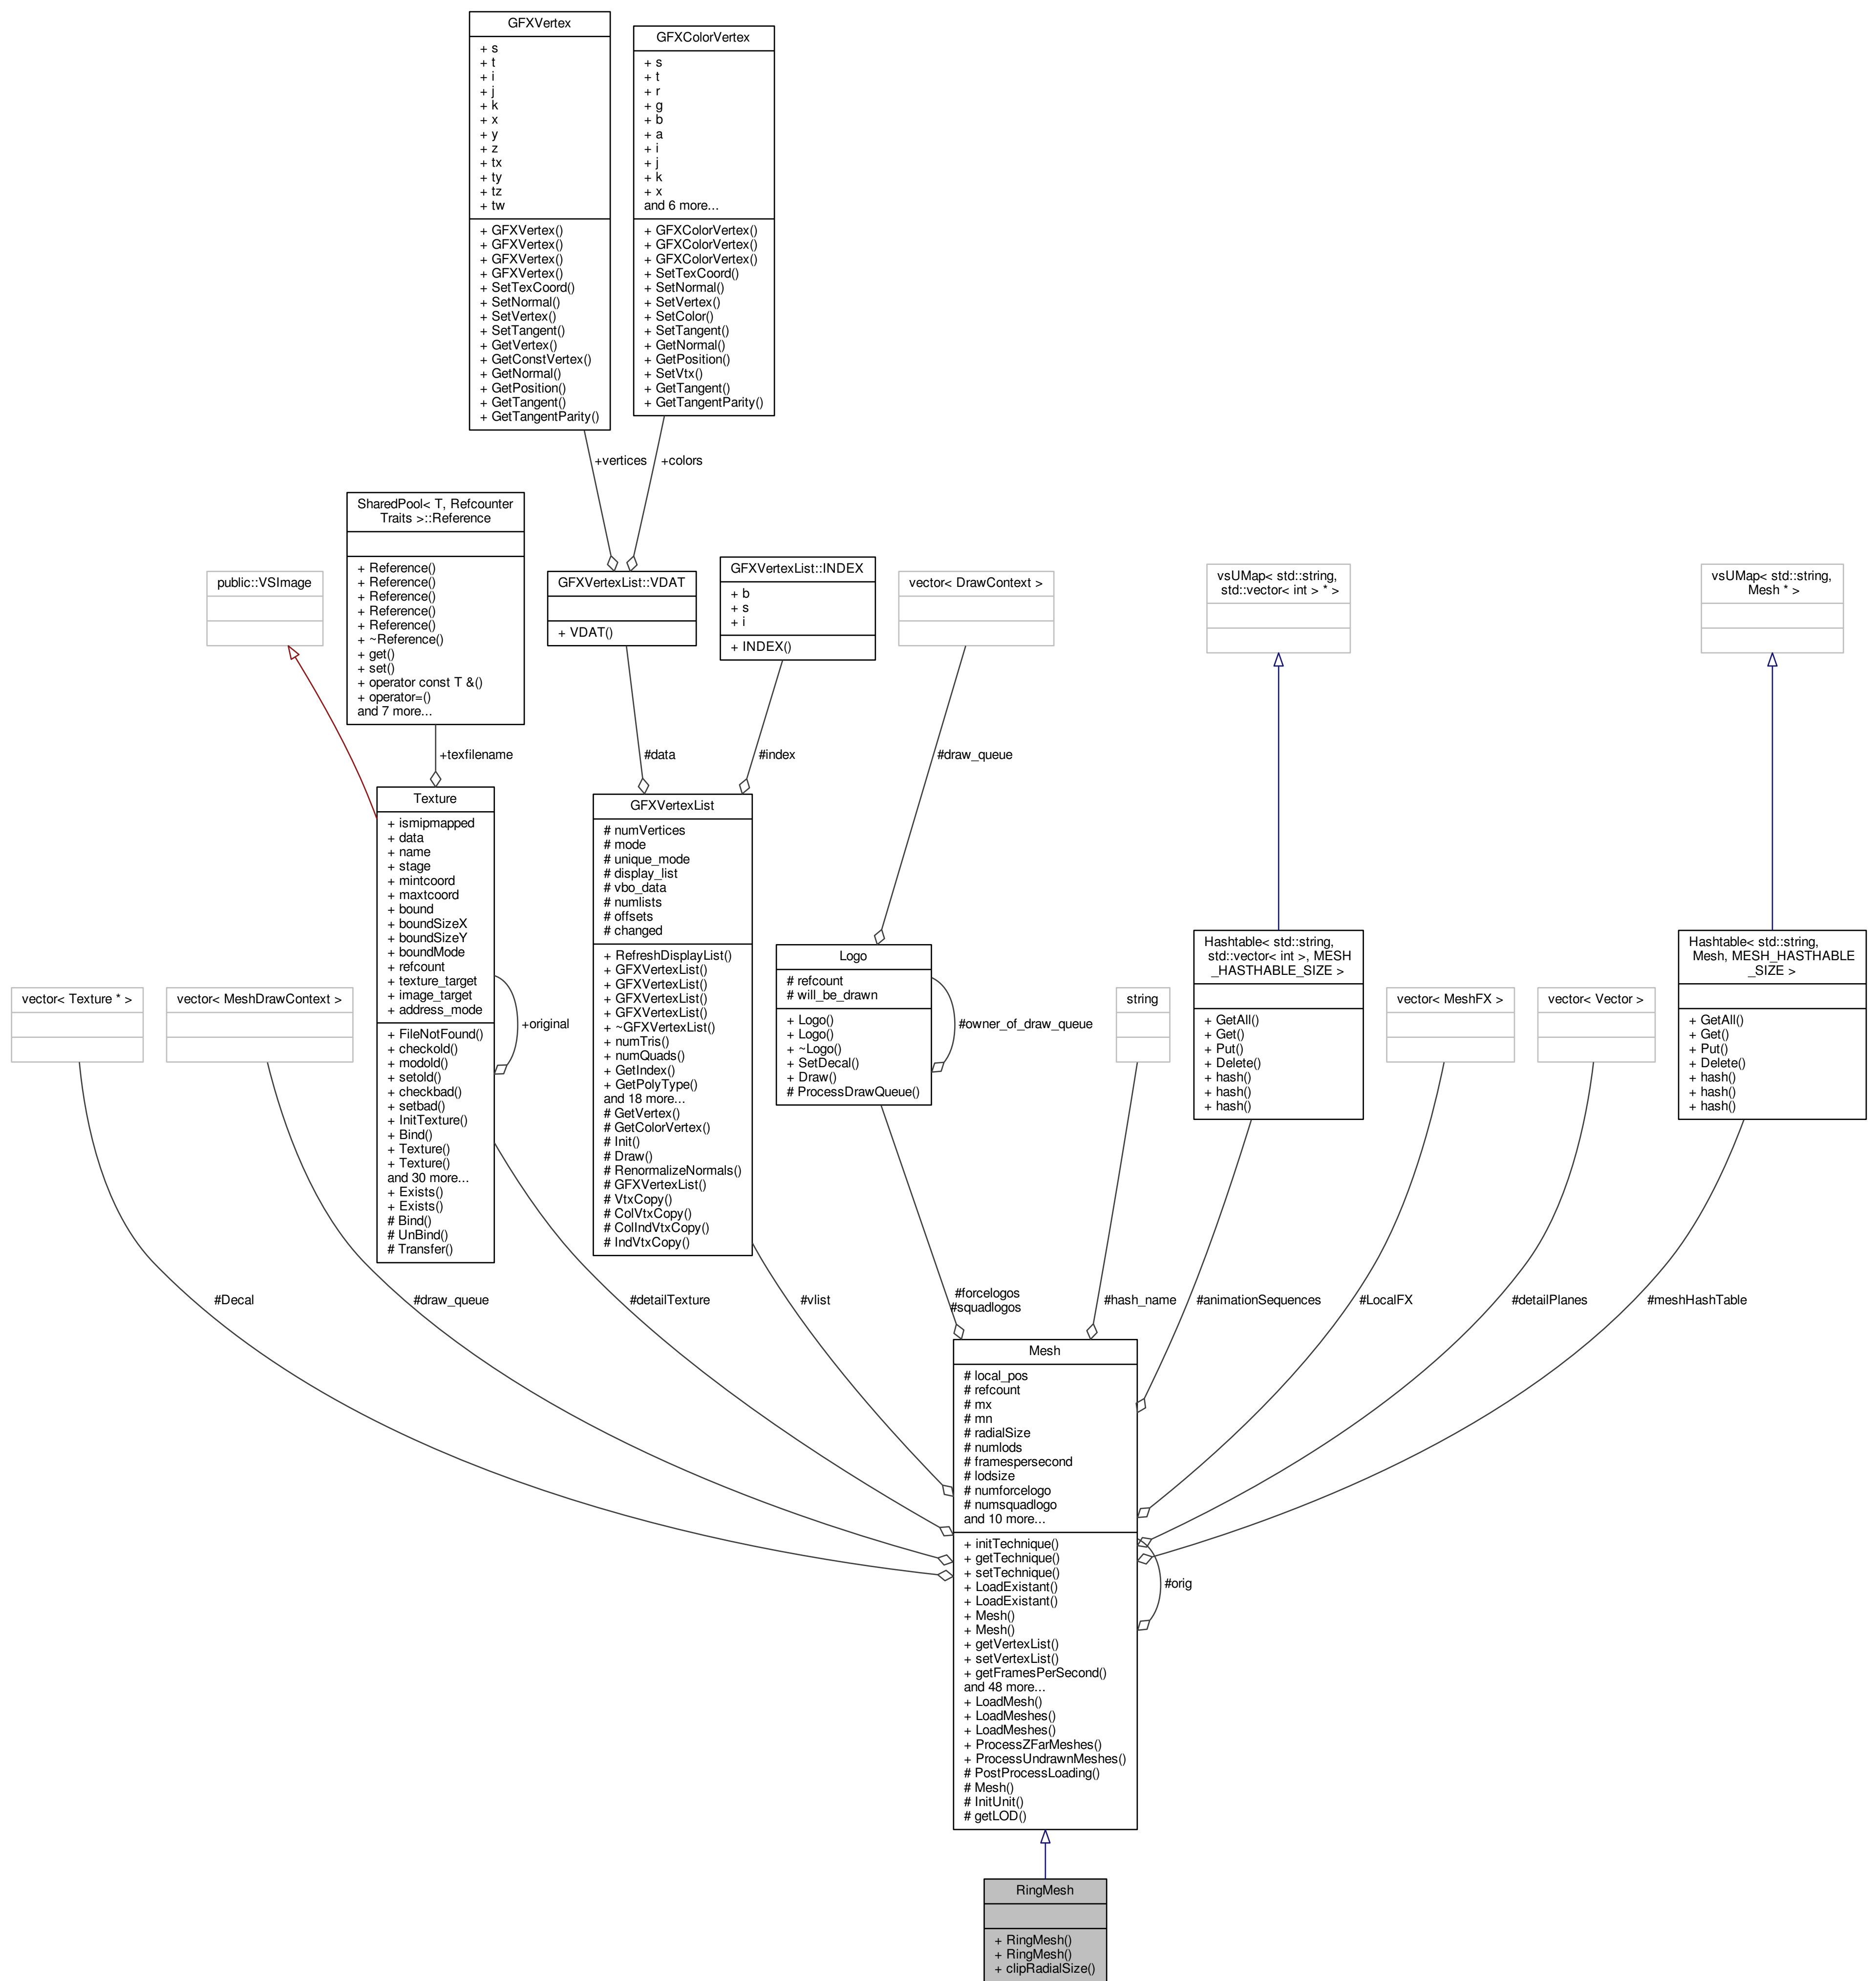 GFXVertex
+ s
+ t
+ i
+ j
+ k
+ x
+ y
+ z
+ tx
+ ty
+ tz
+ tw
+ GFXVertex()
+ GFXVertex()
+ GFXVertex()
+ GFXVertex()
+ SetTexCoord()
+ SetNormal()
+ SetVertex()
+ SetTangent()
+ GetVertex()
+ GetConstVertex()
+ GetNormal()
+ GetPosition()
+ GetTangent()
+ GetTangentParity()
GFXColorVertex
+ s
+ t
+ r
+ g
+ b
+ a
+ i
+ j
+ k
+ x
and 6 more...
+ GFXColorVertex()
+ GFXColorVertex()
+ GFXColorVertex()
+ SetTexCoord()
+ SetNormal()
+ SetVertex()
+ SetColor()
+ SetTangent()
+ GetNormal()
+ GetPosition()
+ SetVtx()
+ GetTangent()
+ GetTangentParity()
+vertices
+colors
SharedPool< T, Refcounter
Traits >::Reference
+ Reference()
+ Reference()
+ Reference()
+ Reference()
+ Reference()
+ ~Reference()
+ get()
+ set()
+ operator const T &()
+ operator=()
and 7 more...
public::VSImage
GFXVertexList::VDAT
+ VDAT()
GFXVertexList::INDEX
+ b
+ s
+ i
+ INDEX()
vector< DrawContext >
vsUMap< std::string,
std::vector< int > * >
vsUMap< std::string,
Mesh * >
+texfilename
#data
#index
#draw_queue
Texture
+ ismipmapped
+ data
+ name
+ stage
+ mintcoord
+ maxtcoord
+ bound
+ boundSizeX
+ boundSizeY
+ boundMode
+ refcount
+ texture_target
+ image_target
+ address_mode
+ FileNotFound()
+ checkold()
+ modold()
+ setold()
+ checkbad()
+ setbad()
+ InitTexture()
+ Bind()
+ Texture()
+ Texture()
and 30 more...
+ Exists()
+ Exists()
# Bind()
# UnBind()
# Transfer()
+original
GFXVertexList
# numVertices
# mode
# unique_mode
# display_list
# vbo_data
# numlists
# offsets
# changed
+ RefreshDisplayList()
+ GFXVertexList()
+ GFXVertexList()
+ GFXVertexList()
+ GFXVertexList()
+ ~GFXVertexList()
+ numTris()
+ numQuads()
+ GetIndex()
+ GetPolyType()
and 18 more...
# GetVertex()
# GetColorVertex()
# Init()
# Draw()
# RenormalizeNormals()
# GFXVertexList()
# VtxCopy()
# ColVtxCopy()
# ColIndVtxCopy()
# IndVtxCopy()
Logo
# refcount
# will_be_drawn
+ Logo()
+ Logo()
+ ~Logo()
+ SetDecal()
+ Draw()
# ProcessDrawQueue()
#owner_of_draw_queue
vector< Texture * >
vector< MeshDrawContext >
string
Hashtable< std::string,
std::vector< int >, MESH
_HASTHABLE_SIZE >
+ GetAll()
+ Get()
+ Put()
+ Delete()
+ hash()
+ hash()
+ hash()
vector< MeshFX >
vector< Vector >
Hashtable< std::string,
Mesh, MESH_HASTHABLE
_SIZE >
+ GetAll()
+ Get()
+ Put()
+ Delete()
+ hash()
+ hash()
+ hash()
#Decal
#draw_queue
#detailTexture
#vlist
#forcelogos
#squadlogos
#hash_name
#animationSequences
#LocalFX
#detailPlanes
#meshHashTable
Mesh
# local_pos
# refcount
# mx
# mn
# radialSize
# numlods
# framespersecond
# lodsize
# numforcelogo
# numsquadlogo
and 10 more...
+ initTechnique()
+ getTechnique()
+ setTechnique()
+ LoadExistant()
+ LoadExistant()
+ Mesh()
+ Mesh()
+ getVertexList()
+ setVertexList()
+ getFramesPerSecond()
and 48 more...
+ LoadMesh()
+ LoadMeshes()
+ LoadMeshes()
+ ProcessZFarMeshes()
+ ProcessUndrawnMeshes()
# PostProcessLoading()
# Mesh()
# InitUnit()
# getLOD()
#orig
RingMesh
+ RingMesh()
+ RingMesh()
+ clipRadialSize()